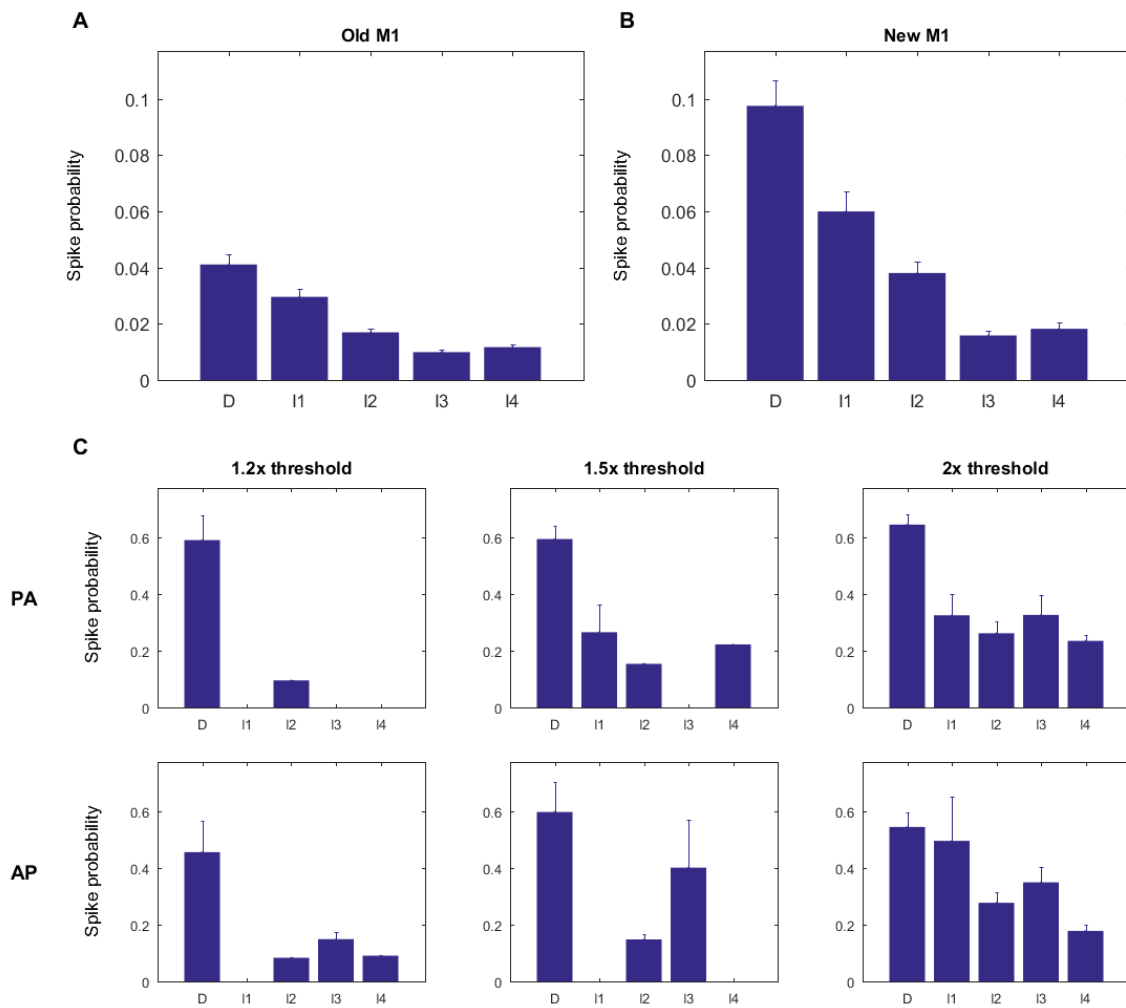 A
Old M1
Spike probability
0.1
0.08
0.06
0.04
0.02
0
D I1 I2 I3 I4
B
New M1
Spike probability
0.1
0.08
0.06
0.04
0.02
0
D I1 I2 I3 I4
C
1.2x threshold
1.5x threshold
2x threshold
PA
Spike probability
0.6
0.4
0.2
0
D I1 I2 I3 I4
0.6
0.4
0.2
0
D I1 I2 I3 I4
0.6
0.4
0.2
0
D I1 I2 I3 I4
AP
Spike probability
0.6
0.4
0.2
0
D I1 I2 I3 I4
0.6
0.4
0.2
0
D I1 I2 I3 I4
0.6
0.4
0.2
0
D I1 I2 I3 I4